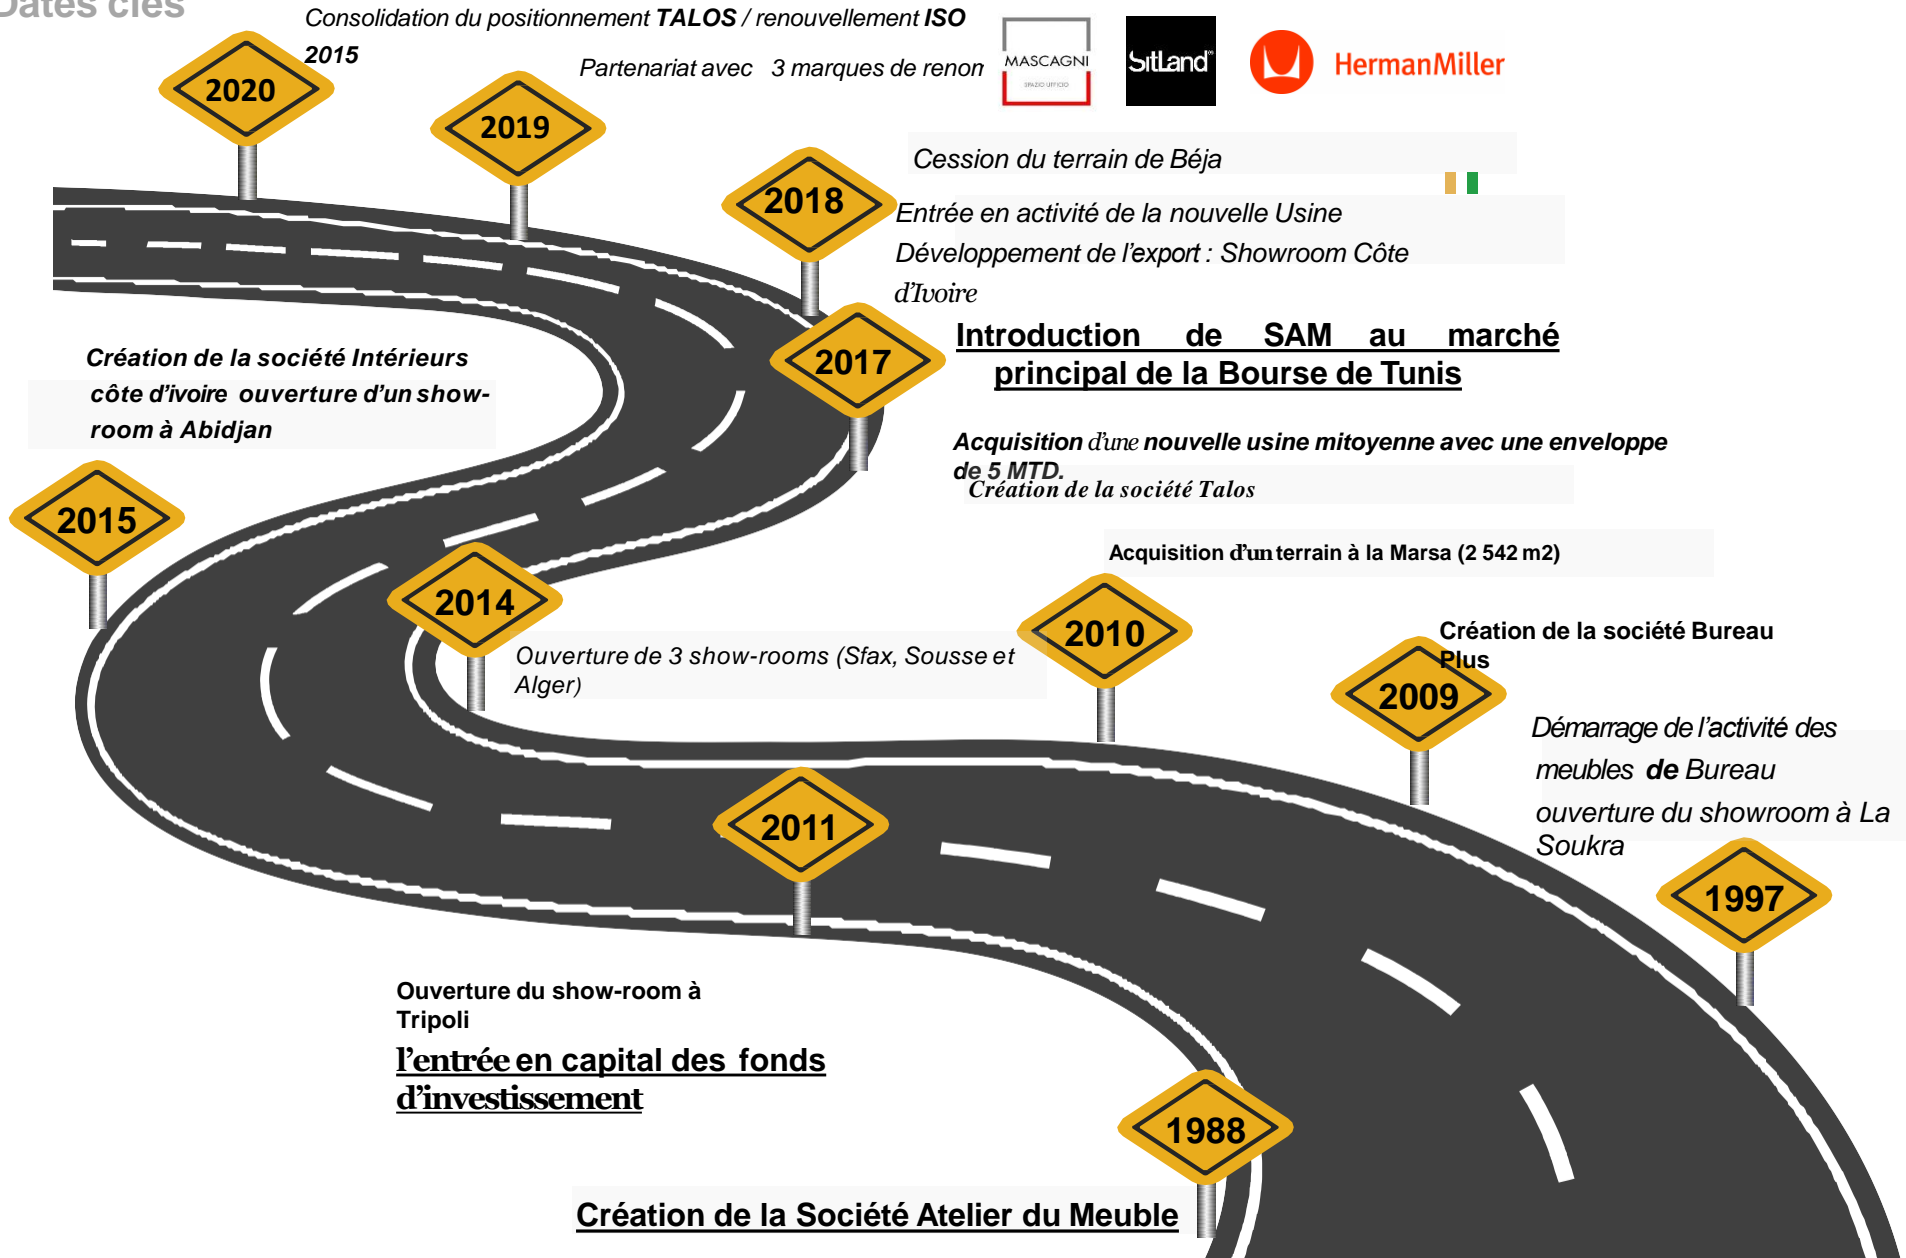 Dates clés
Consolidation du positionnement TALOS / renouvellement ISO
2015
Partenariat avec 3 marques de renom
MASCAGNI
SPAZIO UFFICIO
SitLand
HermanMiller
2020
2019
Cession du terrain de Béja
2018
Entrée en activité de la nouvelle Usine
Développement de l'export : Showroom Côte
d'Ivoire
2017
Introduction de SAM au marché
principal de la Bourse de Tunis
Acquisition d'une nouvelle usine mitoyenne avec une enveloppe
de 5 MTD.
Création de la société Talos
Création de la société Intérieurs
côte d'ivoire ouverture d'un show-
room à Abidjan
2015
2014
Ouverture de 3 show-rooms (Sfax, Sousse et
Alger)
Acquisition d'un terrain à la Marsa (2 542 m2)
2010
Création de la société Bureau
Plus
2009
Démarrage de l'activité des
meubles de Bureau
ouverture du showroom à La
Soukra
1997
2011
Ouverture du show-room à
Tripoli
l'entrée en capital des fonds
d'investissement
1988
Création de la Société Atelier du Meuble